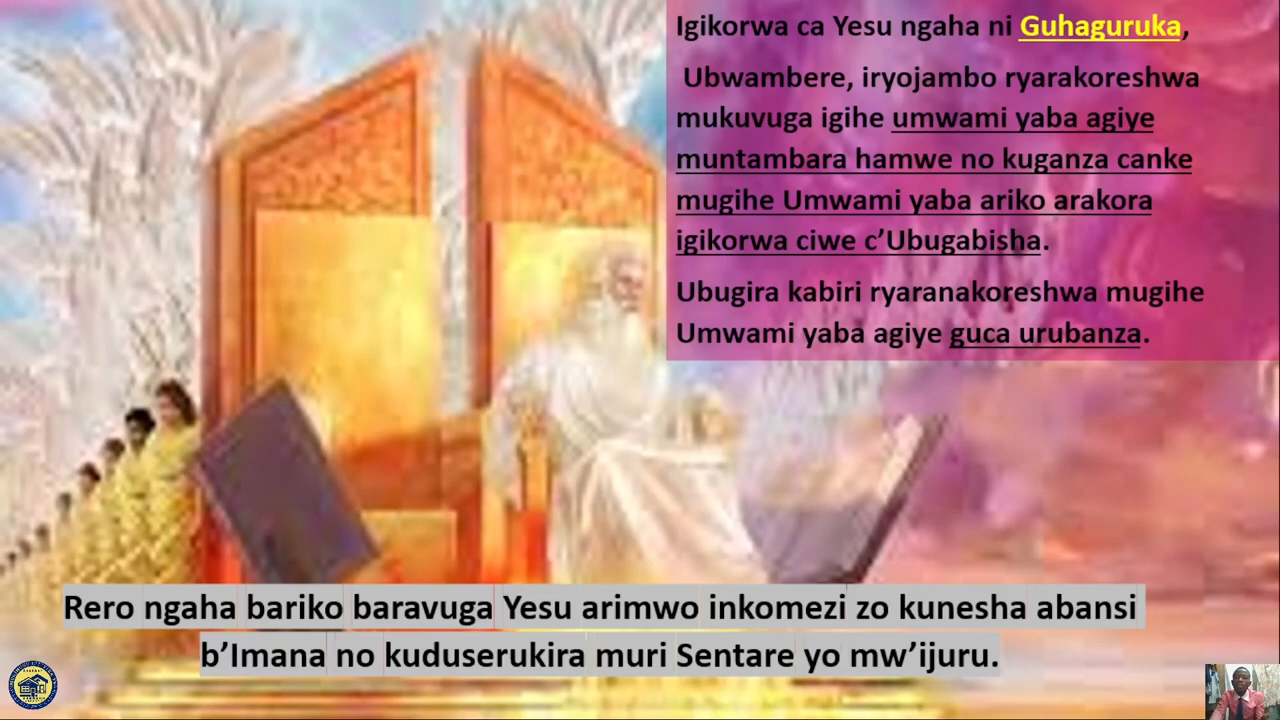 Igikorwa ca Yesu ngaha ni Guhaguruka,
Ubwambere, iryojambo ryarakoreshwa
mukuvuga igihe umwami yaba agiye
muntambara hamwe no kuganza canke
mugihe Umwami yaba ariko arakora
igikorwa ciwe c’Ubugabisha.
Ubugira kabiri ryaranakoreshwa mugihe
Umwami yaba agiye guca urubanza.
Rero ngaha bariko baravuga Yesu arimwo inkomezi zo kunesha abansi
b’Imana no kuduserukira muri Sentare yo mw’ijuru.